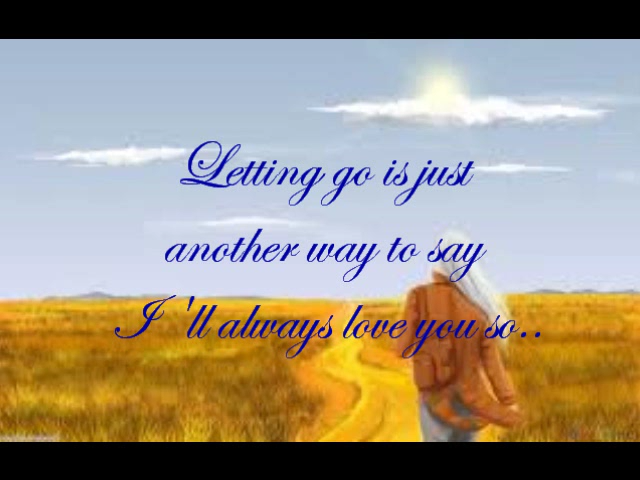 Letting go is just
another way to say
I 'll always love you so..